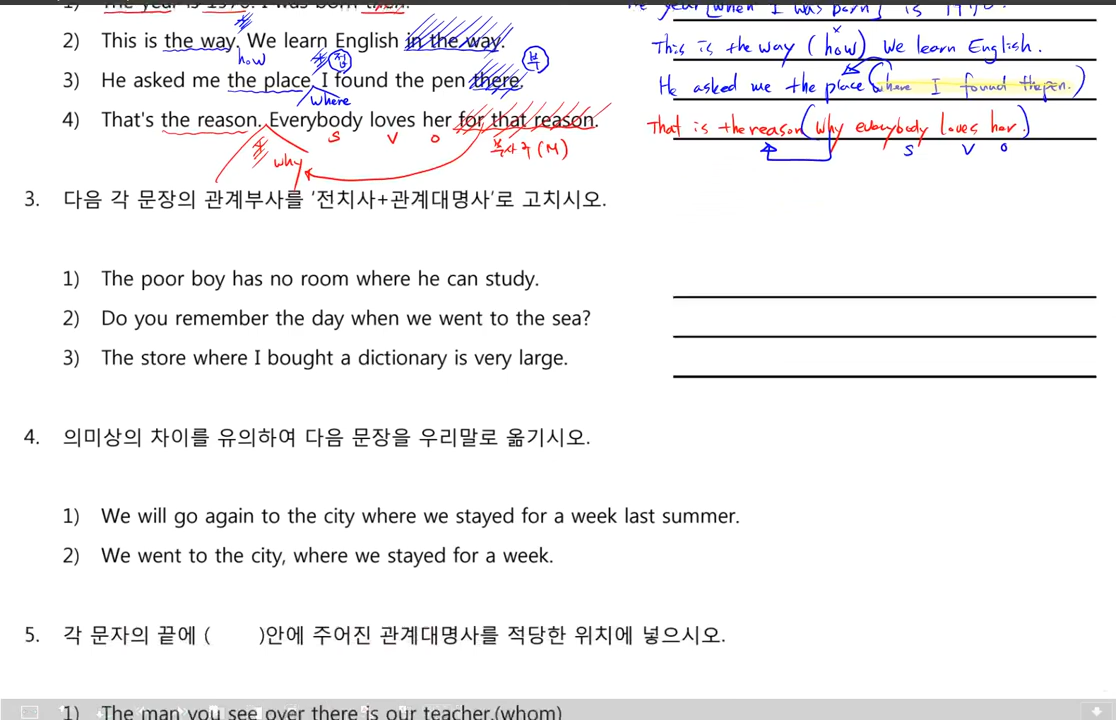 2) This is the way. We learn English in the way. This is the way (how) we learn English.
how 접 부
3) He asked me the place. I found the pen there. He asked me the place (where I found the pen.)
where
4) That's the reason. Everybody loves her for that reason. That is the reason (why everybody loves her.)
S V O 부사구 (M) S V O
why
3. 다음 각 문장의 관계부사를 '전치사+관계대명사'로 고치시오.
1) The poor boy has no room where he can study.
2) Do you remember the day when we went to the sea?
3) The store where I bought a dictionary is very large.
4. 의미상의 차이를 유의하여 다음 문장을 우리말로 옮기시오.
1) We will go again to the city where we stayed for a week last summer.
2) We went to the city, where we stayed for a week.
5. 각 문자의 끝에 ( )안에 주어진 관계대명사를 적당한 위치에 넣으시오.
1) The man you see over there is our teacher.(whom)